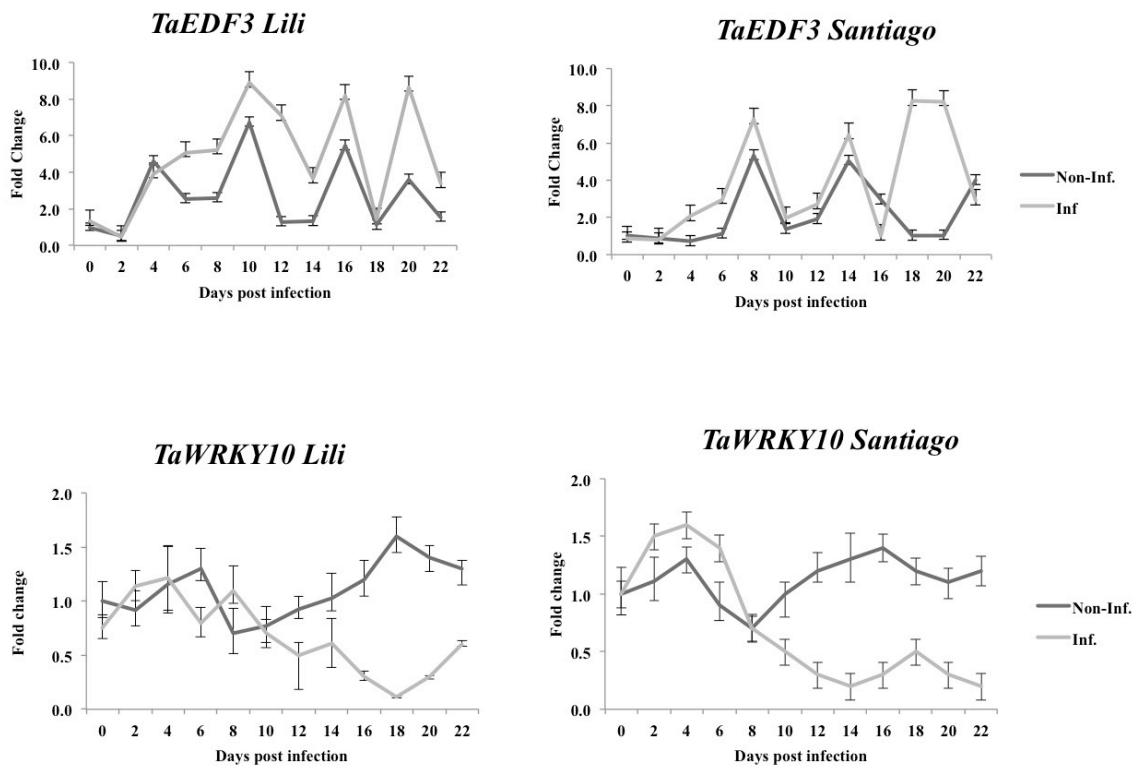 TaEDF3 Lili
10.0
8.0
6.0
4.0
2.0
0.0
Fold Change
0 2 4 6 8 10 12 14 16 18 20 22
Days post infection
TaEDF3 Santiago
10.0
8.0
6.0
4.0
2.0
0.0
Fold Change
0 2 4 6 8 10 12 14 16 18 20 22
Days post infection
Non-Inf.
Inf
TaWRKY10 Lili
2.0
1.5
1.0
0.5
0.0
Fold change
0 2 4 6 8 10 12 14 16 18 20 22
Days post infection
TaWRKY10 Santiago
2.0
1.5
1.0
0.5
0.0
Fold change
0 2 4 6 8 10 12 14 16 18 20 22
Days post infection
Non-Inf.
Inf.